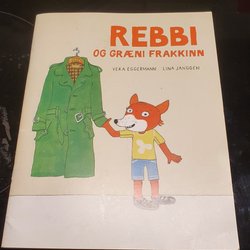 REBBI
OG GRÆNI FRAKKINN
VERA EGGERMANN LINA JANGGEN